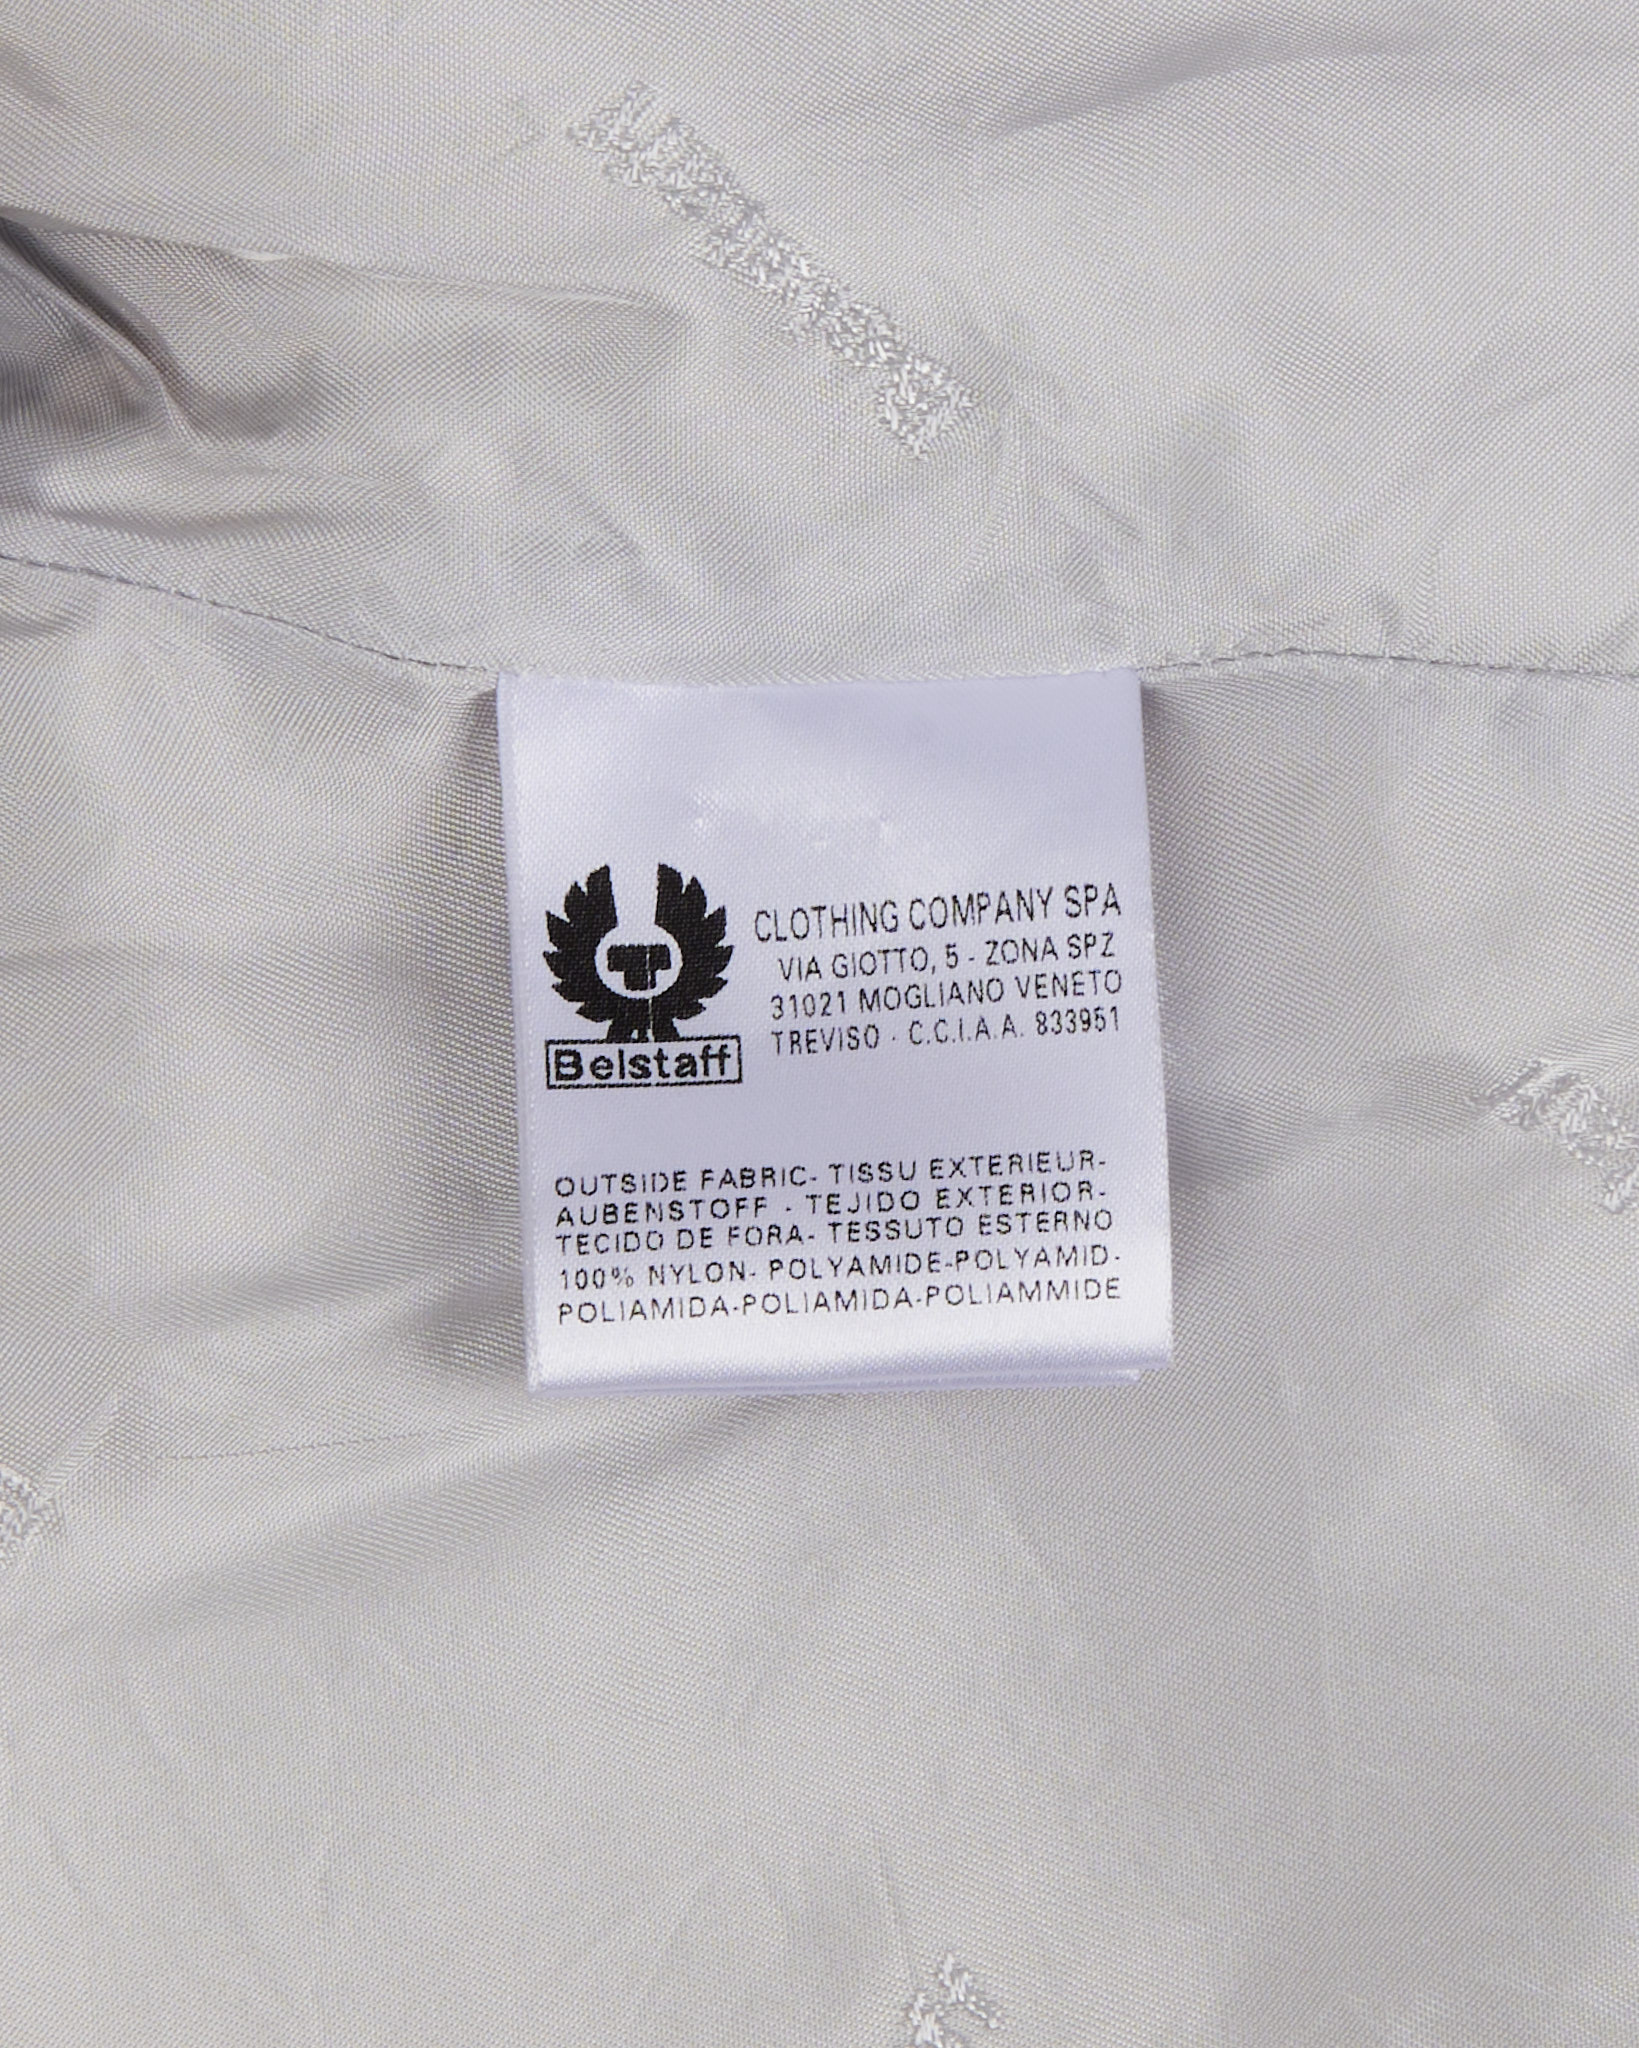 CLOTHING COMPANY SPA
VIA GIOTTO, 5 - ZONA SPZ
31021 MOGLIANO VENETO
TREVISO · C.C.I.A.A. 833951
Belstaff
OUTSIDE FABRIC- TISSU EXTERIEUR-
AUBENSTOFF - TEJIDO EXTERIOR-
TECIDO DE FORA- TESSUTO ESTERNO
100% NYLON- POLYAMIDE-POLYAMID-
POLIAMIDA-POLIAMIDA-POLIAMMIDE